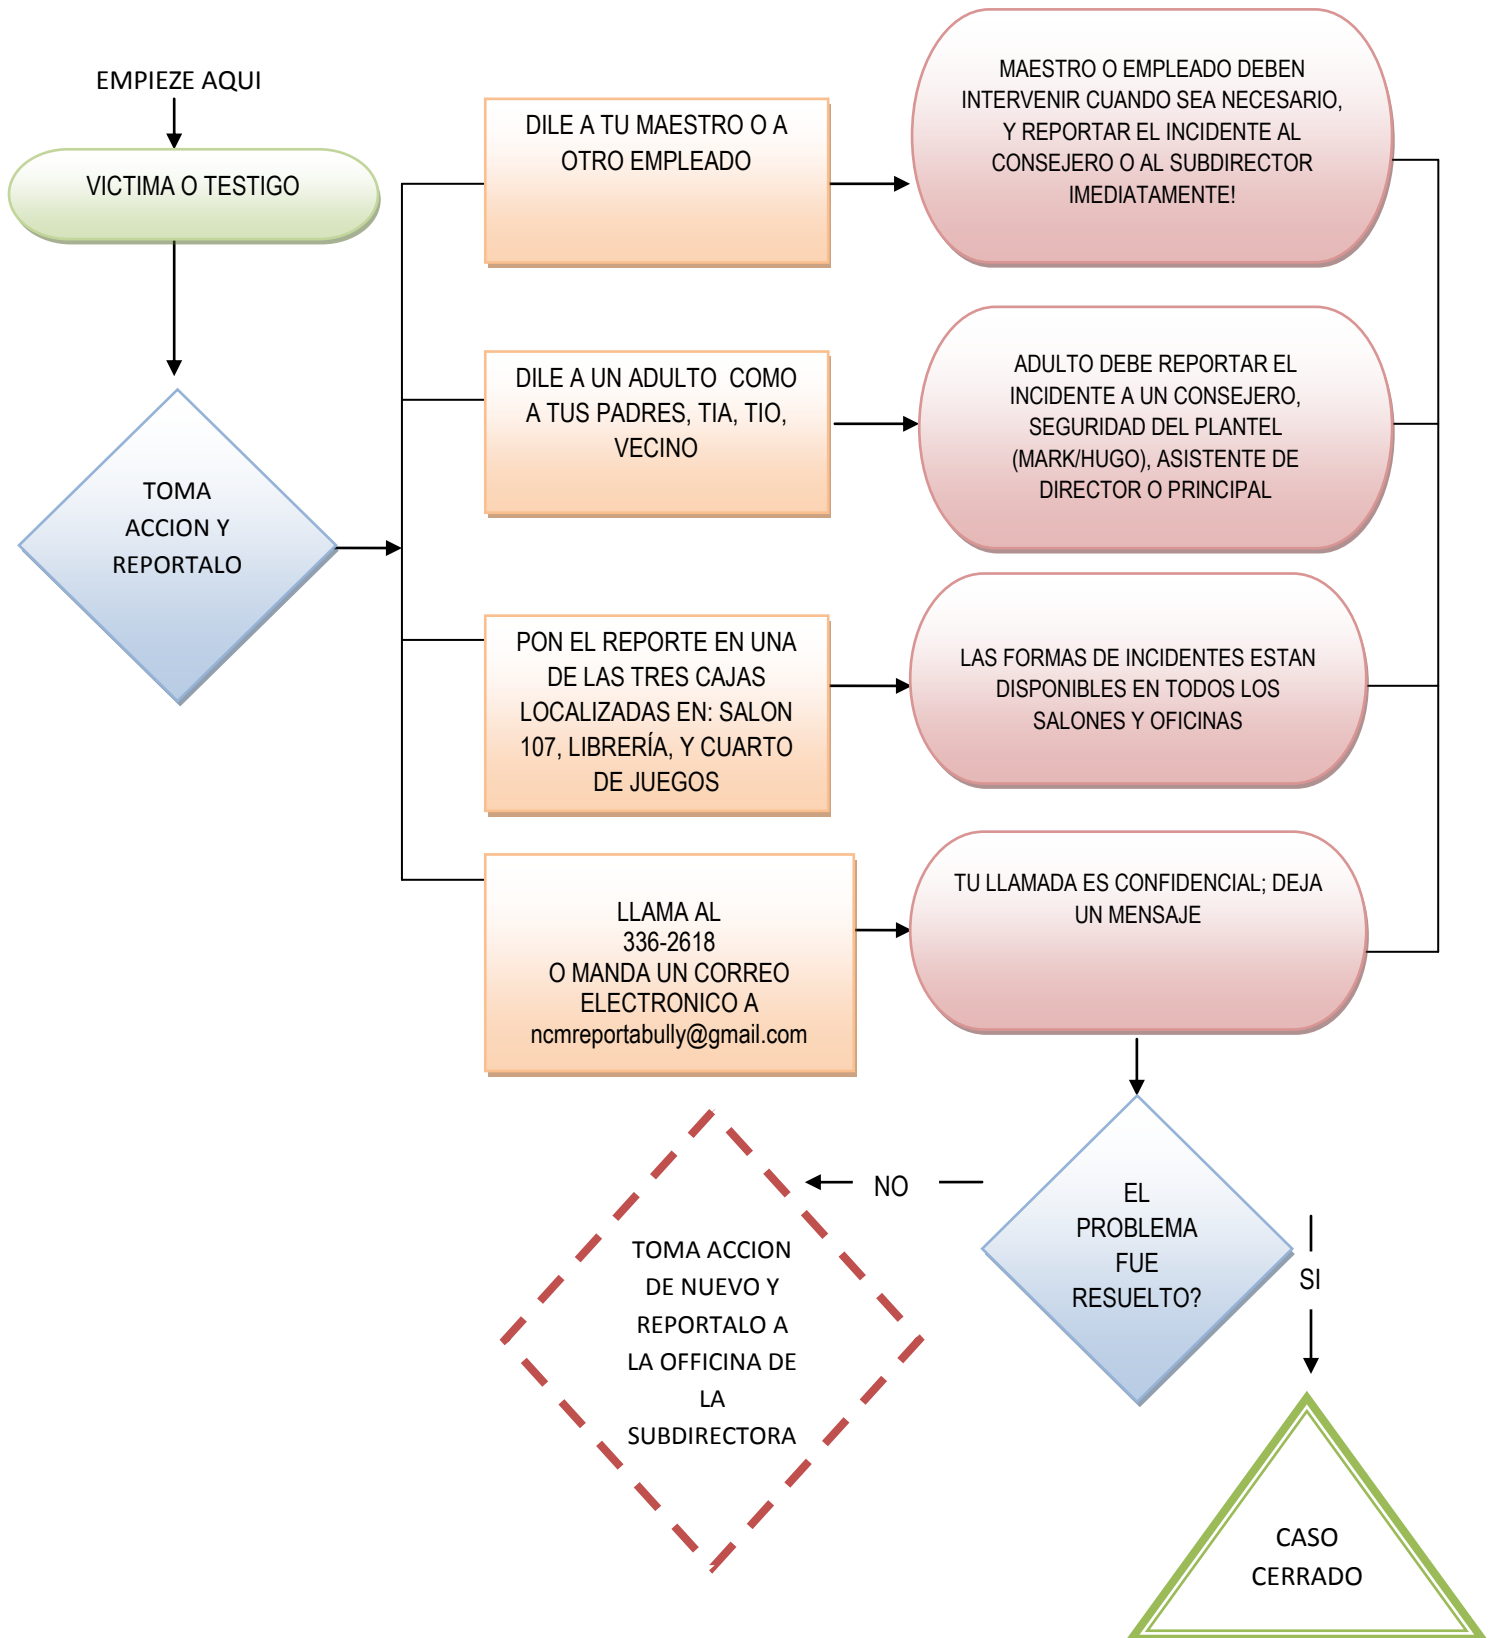 EMPIEZE AQUI
VICTIMA O TESTIGO
TOMA
ACCION Y
REPORTALO
DILE A TU MAESTRO O A
OTRO EMPLEADO
MAESTRO O EMPLEADO DEBEN
INTERVENIR CUANDO SEA NECESARIO,
Y REPORTAR EL INCIDENTE AL
CONSEJERO O AL SUBDIRECTOR
IMEDIATAMENTE!
DILE A UN ADULTO COMO
A TUS PADRES, TIA, TIO,
VECINO
ADULTO DEBE REPORTAR EL
INCIDENTE A UN CONSEJERO,
SEGURIDAD DEL PLANTEL
(MARK/HUGO), ASISTENTE DE
DIRECTOR O PRINCIPAL
PON EL REPORTE EN UNA
DE LAS TRES CAJAS
LOCALIZADAS EN: SALON
107, LIBRERÍA, Y CUARTO
DE JUEGOS
LAS FORMAS DE INCIDENTES ESTAN
DISPONIBLES EN TODOS LOS
SALONES Y OFICINAS
LLAMA AL
336-2618
O MANDA UN CORREO
ELECTRONICO A
ncmreportabully@gmail.com
TU LLAMADA ES CONFIDENCIAL; DEJA
UN MENSAJE
EL
PROBLEMA
FUE
RESUELTO?
NO
TOMA ACCION
DE NUEVO Y
REPORTALO A
LA OFFICINA DE
LA
SUBDIRECTORA
SI
CASO
CERRADO